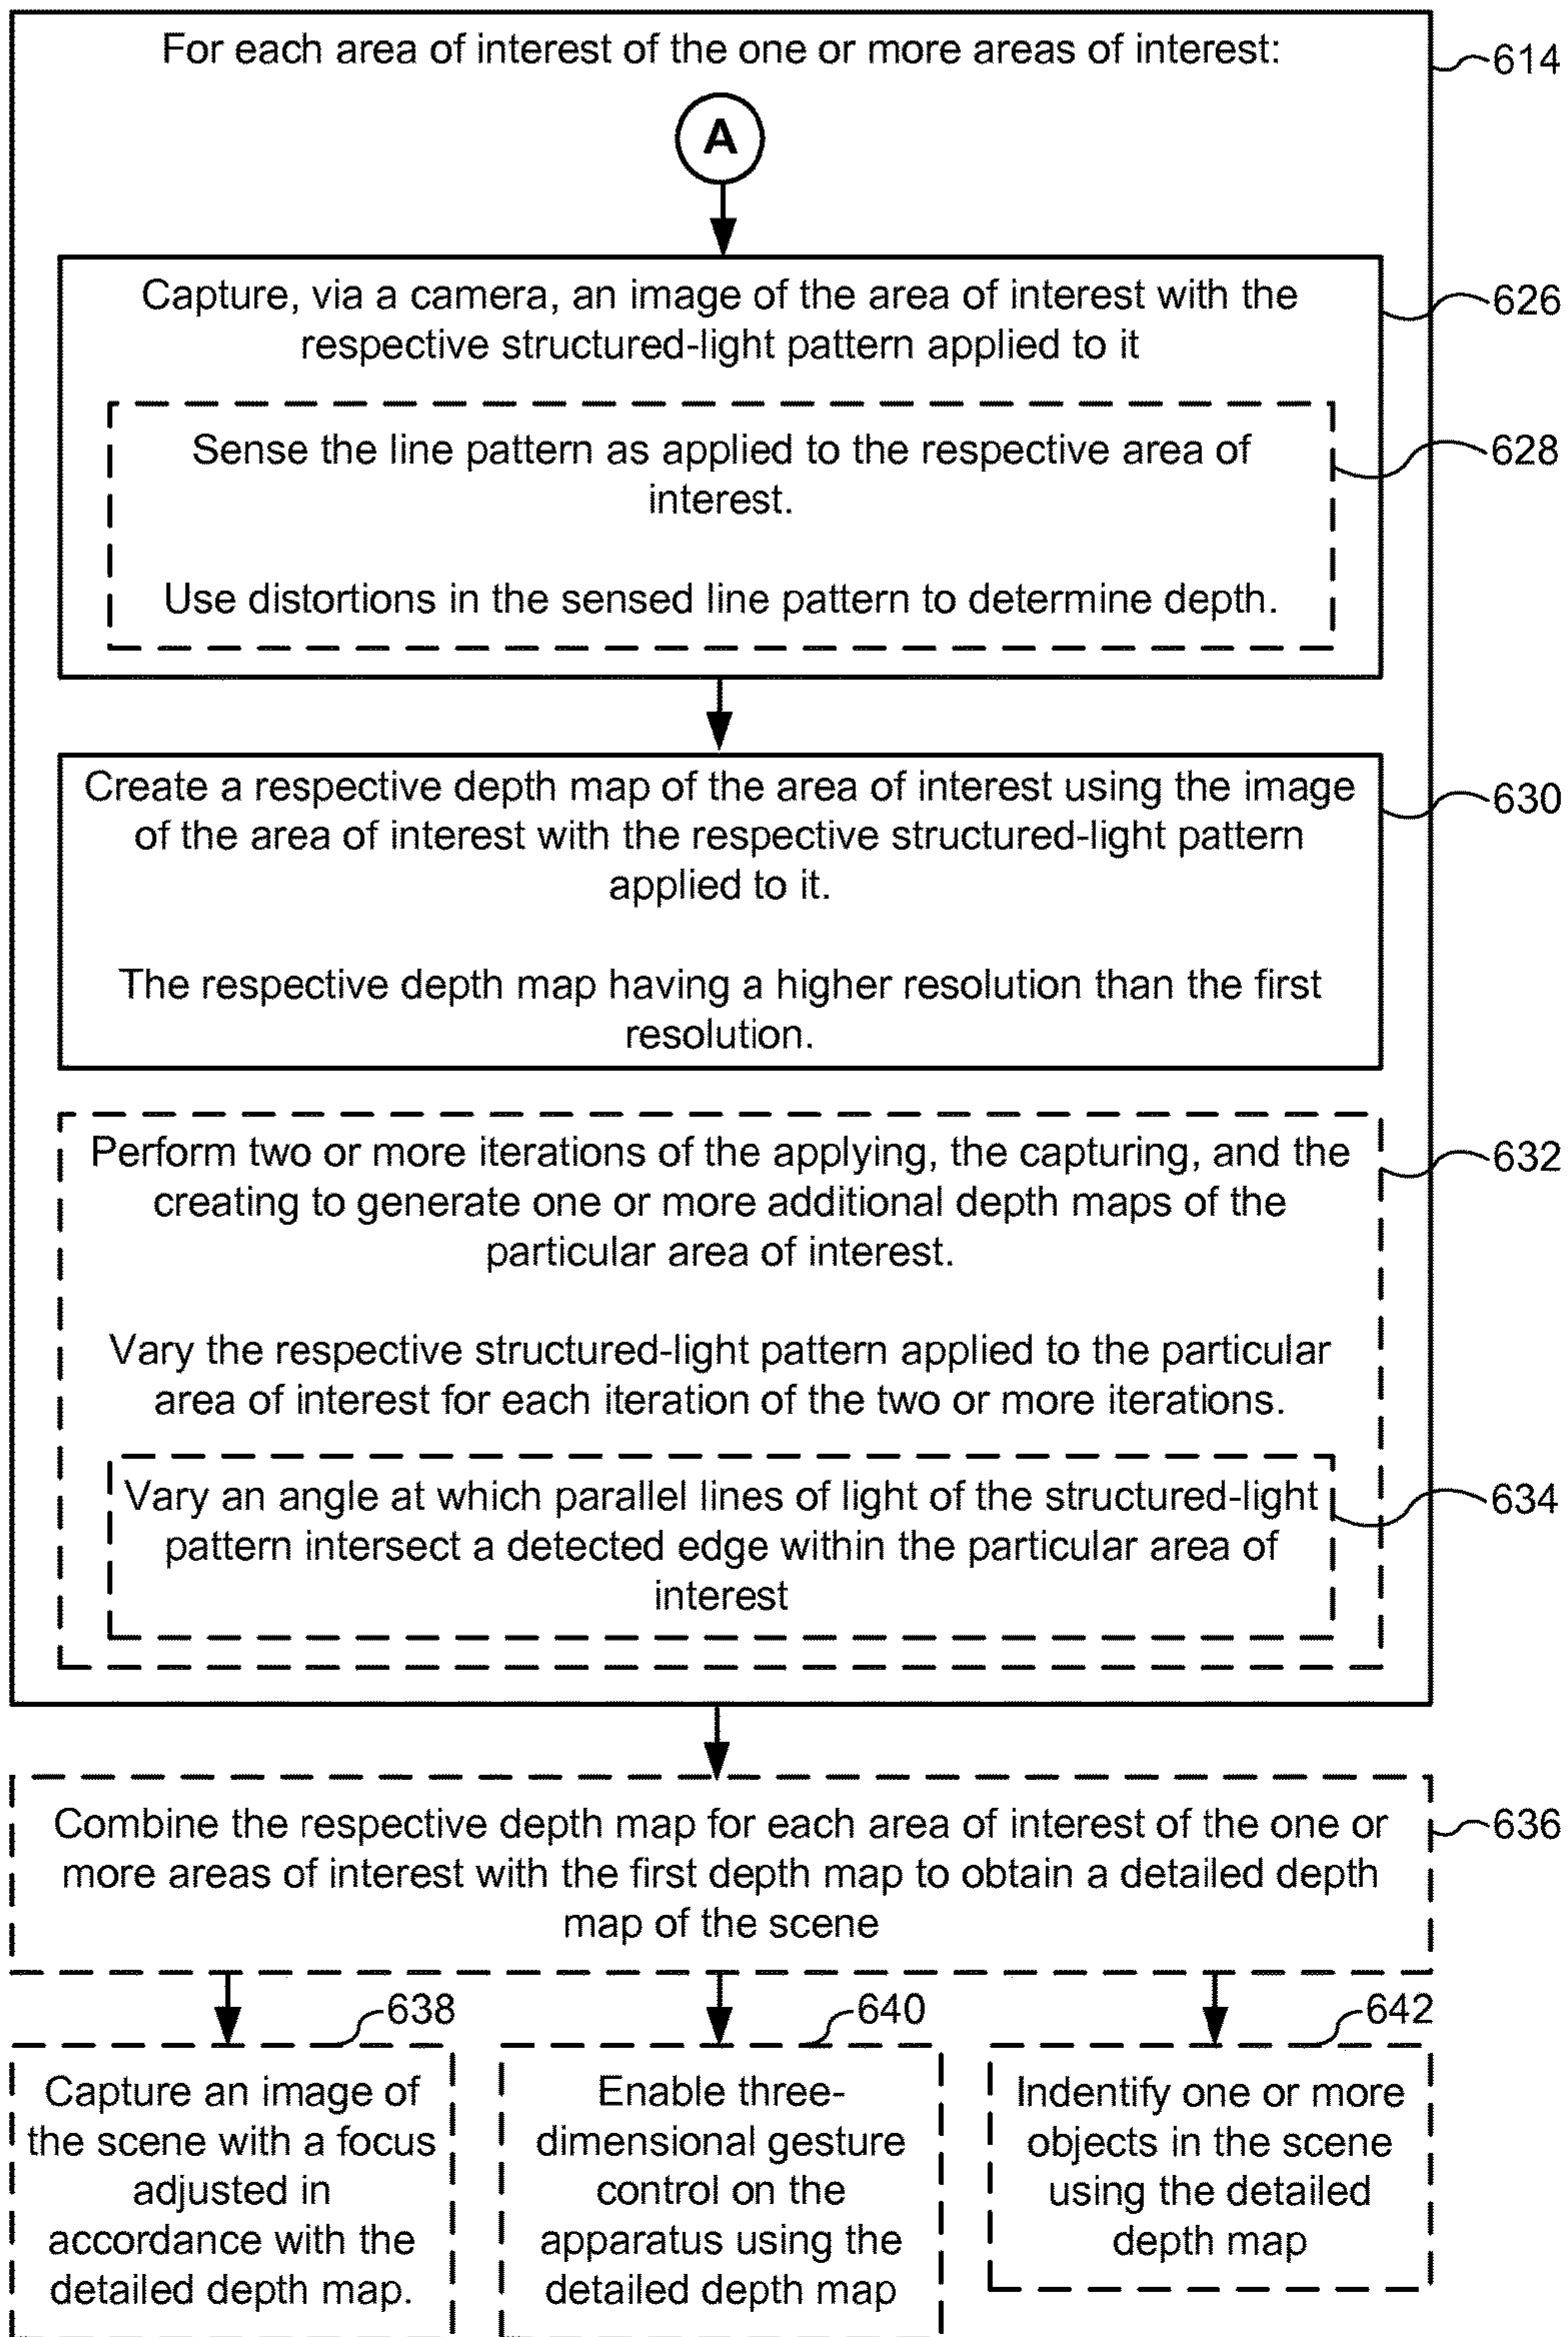 For each area of interest of the one or more areas of interest:
614
A
Capture, via a camera, an image of the area of interest with the
respective structured-light pattern applied to it
626
Sense the line pattern as applied to the respective area of
interest.
628
Use distortions in the sensed line pattern to determine depth.
Create a respective depth map of the area of interest using the image
of the area of interest with the respective structured-light pattern
applied to it.
630
The respective depth map having a higher resolution than the first
resolution.
Perform two or more iterations of the applying, the capturing, and the
creating to generate one or more additional depth maps of the
particular area of interest.
632
Vary the respective structured-light pattern applied to the particular
area of interest for each iteration of the two or more iterations.
Vary an angle at which parallel lines of light of the structured-light
pattern intersect a detected edge within the particular area of
interest
634
Combine the respective depth map for each area of interest of the one or
more areas of interest with the first depth map to obtain a detailed depth
map of the scene
636
638
Capture an image of
the scene with a focus
adjusted in
accordance with the
detailed depth map.
640
Enable three-
dimensional gesture
control on the
apparatus using the
detailed depth map
642
Indentify one or more
objects in the scene
using the detailed
depth map